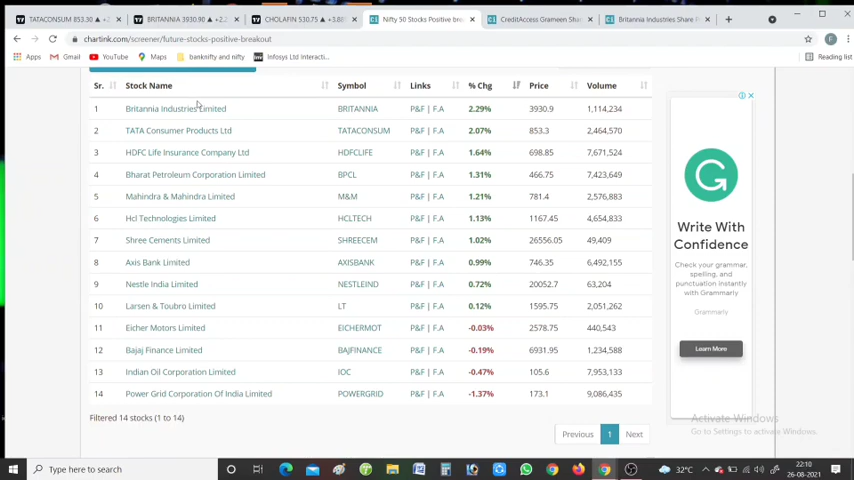 TATACONSUM 853.30 ▲ +2.
BRITANNIA 3930.90 ▲ +2.
CHOLAFIN 530.75 ▲ +3.88
Nifty 50 Stocks Positive bre
CreditAccess Grameen Sha
Britannia Industries Share P
chartink.com/screener/future-stocks-positive-breakout
F
Apps Gmail YouTube Maps banknifty and nifty Infosys Ltd Interacti... Reading list
Sr. Stock Name Symbol Links % Chg Price Volume
1 Britannia Industries Limited BRITANNIA P&F | F.A 2.29% 3930.9 1,114,234
2 TATA Consumer Products Ltd TATACONSUM P&F | F.A 2.07% 853.3 2,464,570
3 HDFC Life Insurance Company Ltd HDFCLIFE P&F | F.A 1.64% 698.85 7,671,524
4 Bharat Petroleum Corporation Limited BPCL P&F | F.A 1.31% 466.75 7,423,649
5 Mahindra & Mahindra Limited M&M P&F | F.A 1.21% 781.4 2,576,883
6 Hcl Technologies Limited HCLTECH P&F | F.A 1.13% 1167.45 4,654,833
7 Shree Cements Limited SHREECEM P&F | F.A 1.02% 26556.05 49,409
8 Axis Bank Limited AXISBANK P&F | F.A 0.99% 746.35 6,492,155
9 Nestle India Limited NESTLEIND P&F | F.A 0.72% 20052.7 63,204
10 Larsen & Toubro Limited LT P&F | F.A 0.12% 1595.75 2,051,262
11 Eicher Motors Limited EICHERMOT P&F | F.A -0.03% 2578.75 440,543
12 Bajaj Finance Limited BAJFINANCE P&F | F.A -0.19% 6931.95 1,234,588
13 Indian Oil Corporation Limited IOC P&F | F.A -0.47% 105.6 7,953,133
14 Power Grid Corporation Of India Limited POWERGRID P&F | F.A -1.37% 173.1 9,086,435
Filtered 14 stocks (1 to 14)
Previous 1 Next
Write With
Confidence
Check your grammar,
spelling, and
punctuation instantly
with Grammarly
Grammarly
Learn More
Activate Windows
Go to Settings to activate Windows.
Type here to search
32°C
22:10
26-08-2021